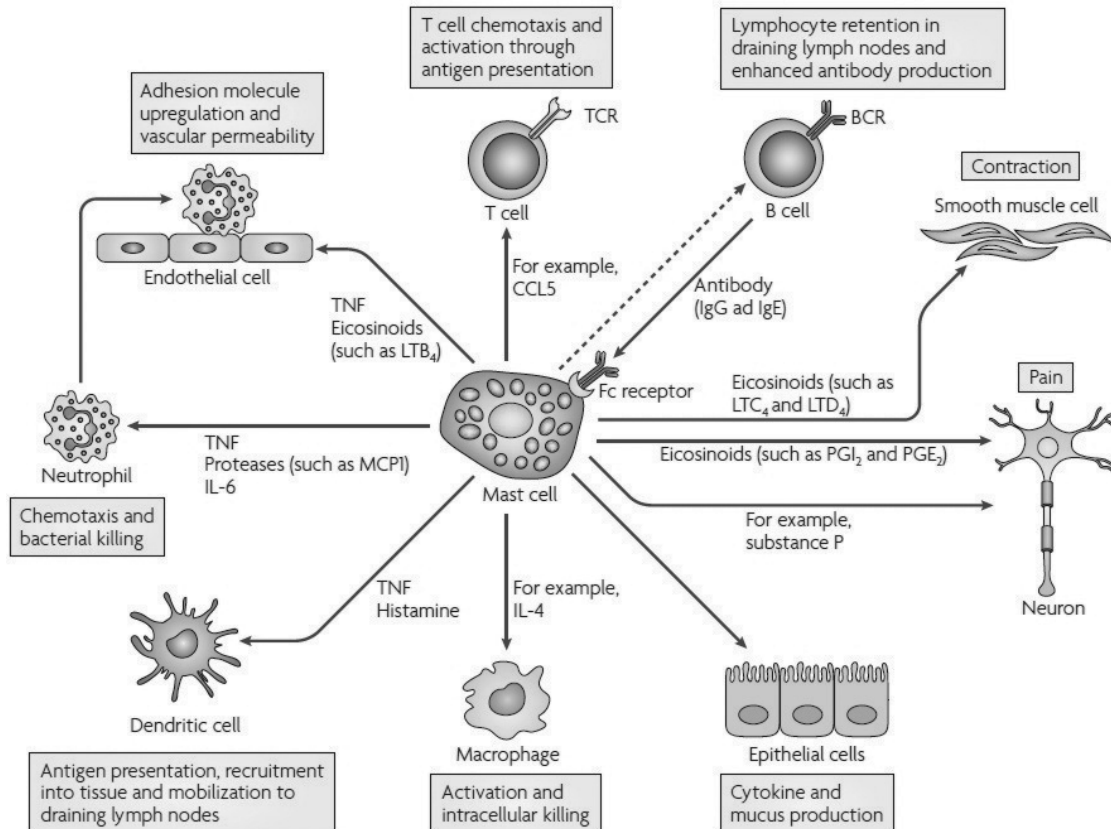 T cell chemotaxis and
activation through
antigen presentation
Lymphocyte retention in
draining lymph nodes and
enhanced antibody production
Adhesion molecule
upregulation and
vascular permeability
TCR
BCR
Contraction
T cell
B cell
Smooth muscle cell
Endothelial cell
For example,
CCL5
Antibody
(IgG ad IgE)
TNF
Eicosinoids
(such as LTB₄)
Fc receptor
Eicosinoids (such as
LTC₄ and LTD₄)
Pain
Neutrophil
TNF
Proteases (such as MCP1)
IL-6
Mast cell
Eicosinoids (such as PGI₂ and PGE₂)
Chemotaxis and
bacterial killing
For example,
substance P
TNF
Histamine
For example,
IL-4
Neuron
Dendritic cell
Macrophage
Epithelial cells
Antigen presentation, recruitment
into tissue and mobilization to
draining lymph nodes
Activation and
intracellular killing
Cytokine and
mucus production